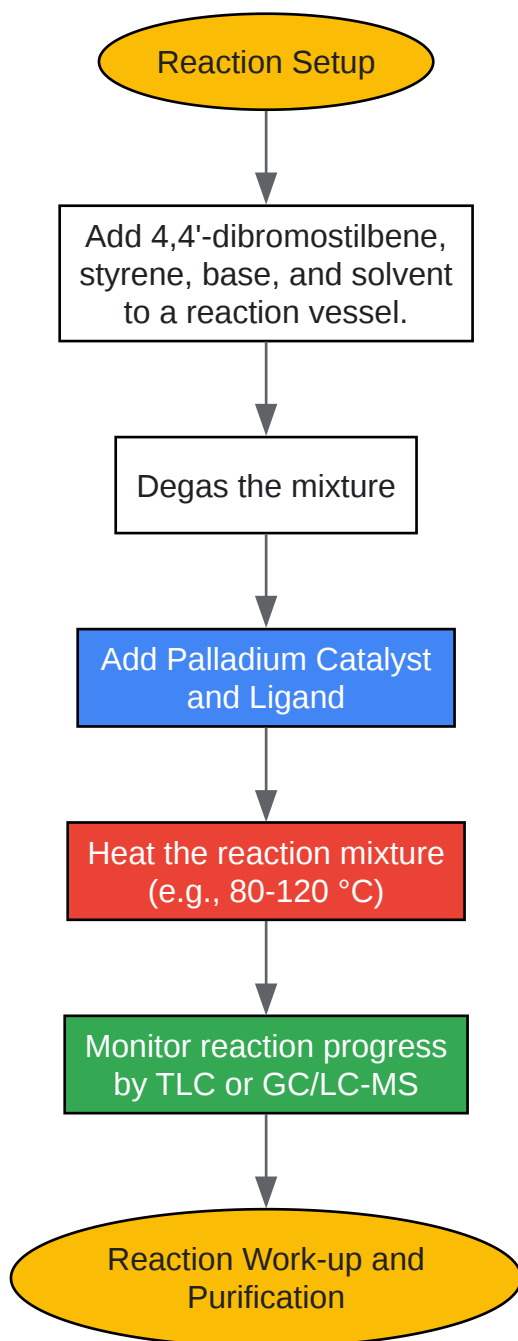 Reaction Setup
Add 4,4'-dibromostilbene,
styrene, base, and solvent
to a reaction vessel.
Degas the mixture
Add Palladium Catalyst
and Ligand
Heat the reaction mixture
(e.g., 80-120 °C)
Monitor reaction progress
by TLC or GC/LC-MS
Reaction Work-up and
Purification